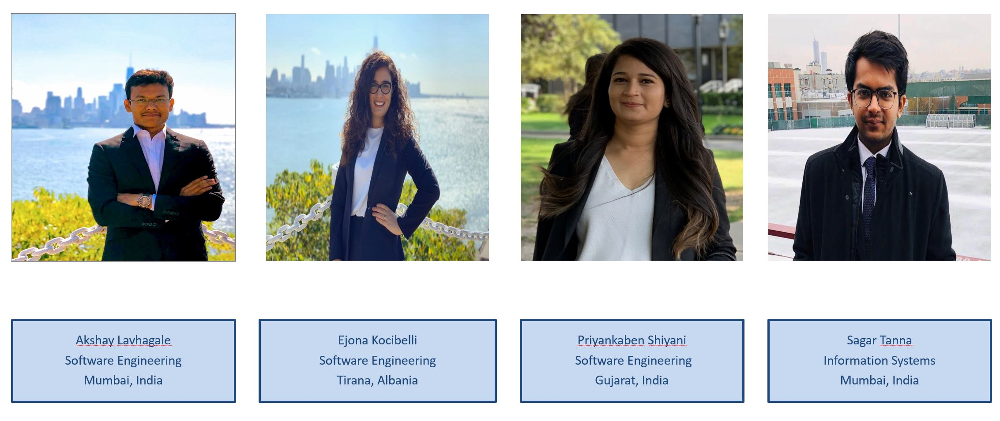 Akshay Lavhagale
Software Engineering
Mumbai, India
Ejona Kocibelli
Software Engineering
Tirana, Albania
Priyankaben Shiyani
Software Engineering
Gujarat, India
Sagar Tanna
Information Systems
Mumbai, India